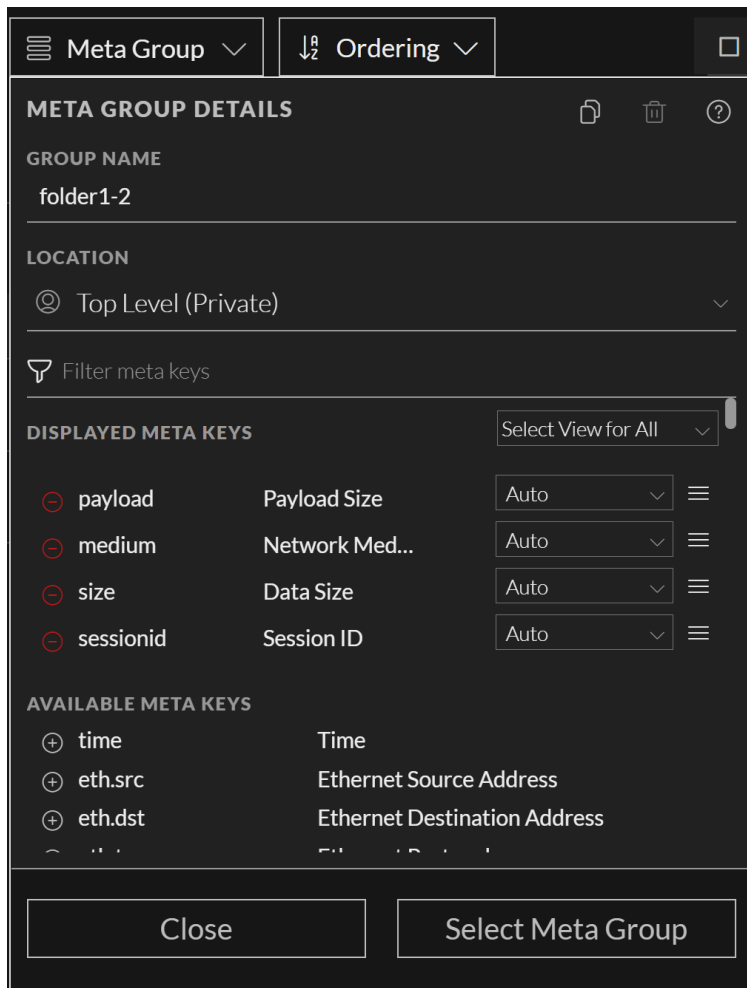 Meta Group Ordering
META GROUP DETAILS
GROUP NAME
folder1-2
LOCATION
Top Level (Private)
Filter meta keys
DISPLAYED META KEYS Select View for All
payload Payload Size Auto
medium Network Med... Auto
size Data Size Auto
sessionid Session ID Auto
AVAILABLE META KEYS
time Time
eth.src Ethernet Source Address
eth.dst Ethernet Destination Address
Close Select Meta Group